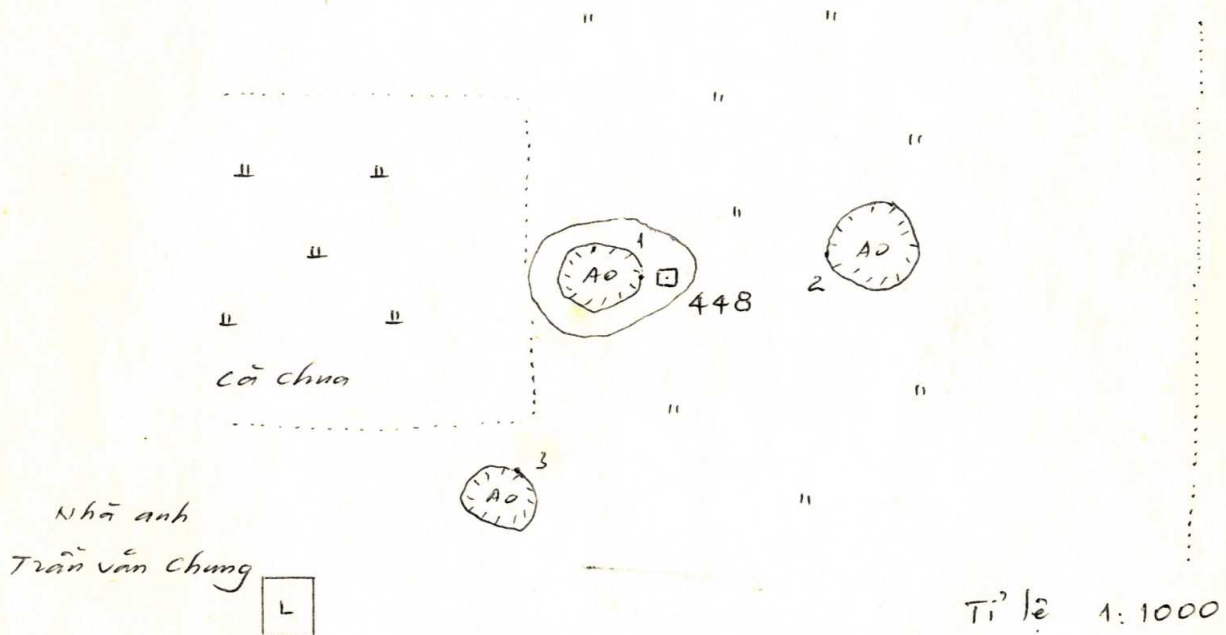 1
AO
448
AO
2
Cà chua
3
AO
Nhà anh
Trần văn Chung
L
Tỉ lệ 1:1000